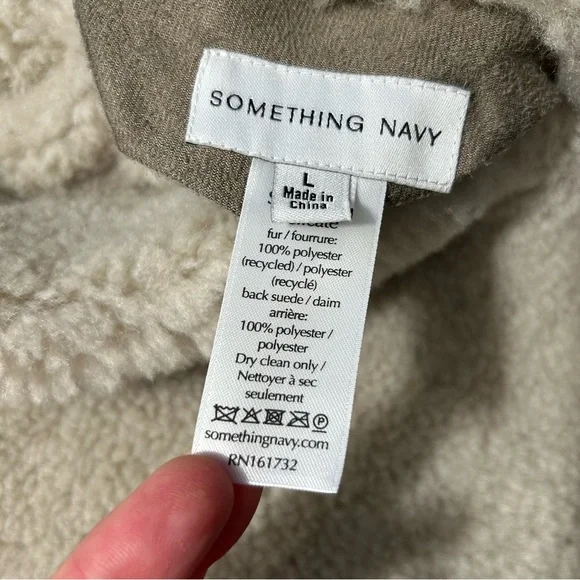 SOMETHING NAVY
L
Made in
China
fur / fourrure:
100% polyester
(recycled) / polyester
(recyclé)
back suede / daim
arrière:
100% polyester /
polyester
Dry clean only /
Nettoyer à sec
seulement
P
somethingnavy.com
RN161732